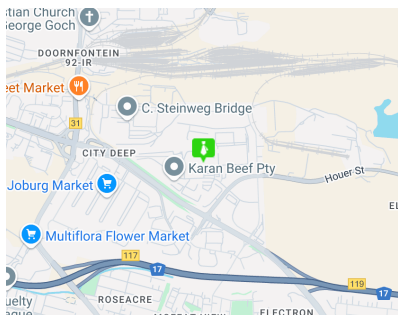 stian Church
George Goch
DOORNFONTEIN
92-IR
eet Market
C. Steinweg Bridge
31
CITY DEEP
Karan Beef Pty
Houer St
Joburg Market
EL
Multiflora Flower Market
117
17
119
17
uelty
ROSEACRE
ELECTRON